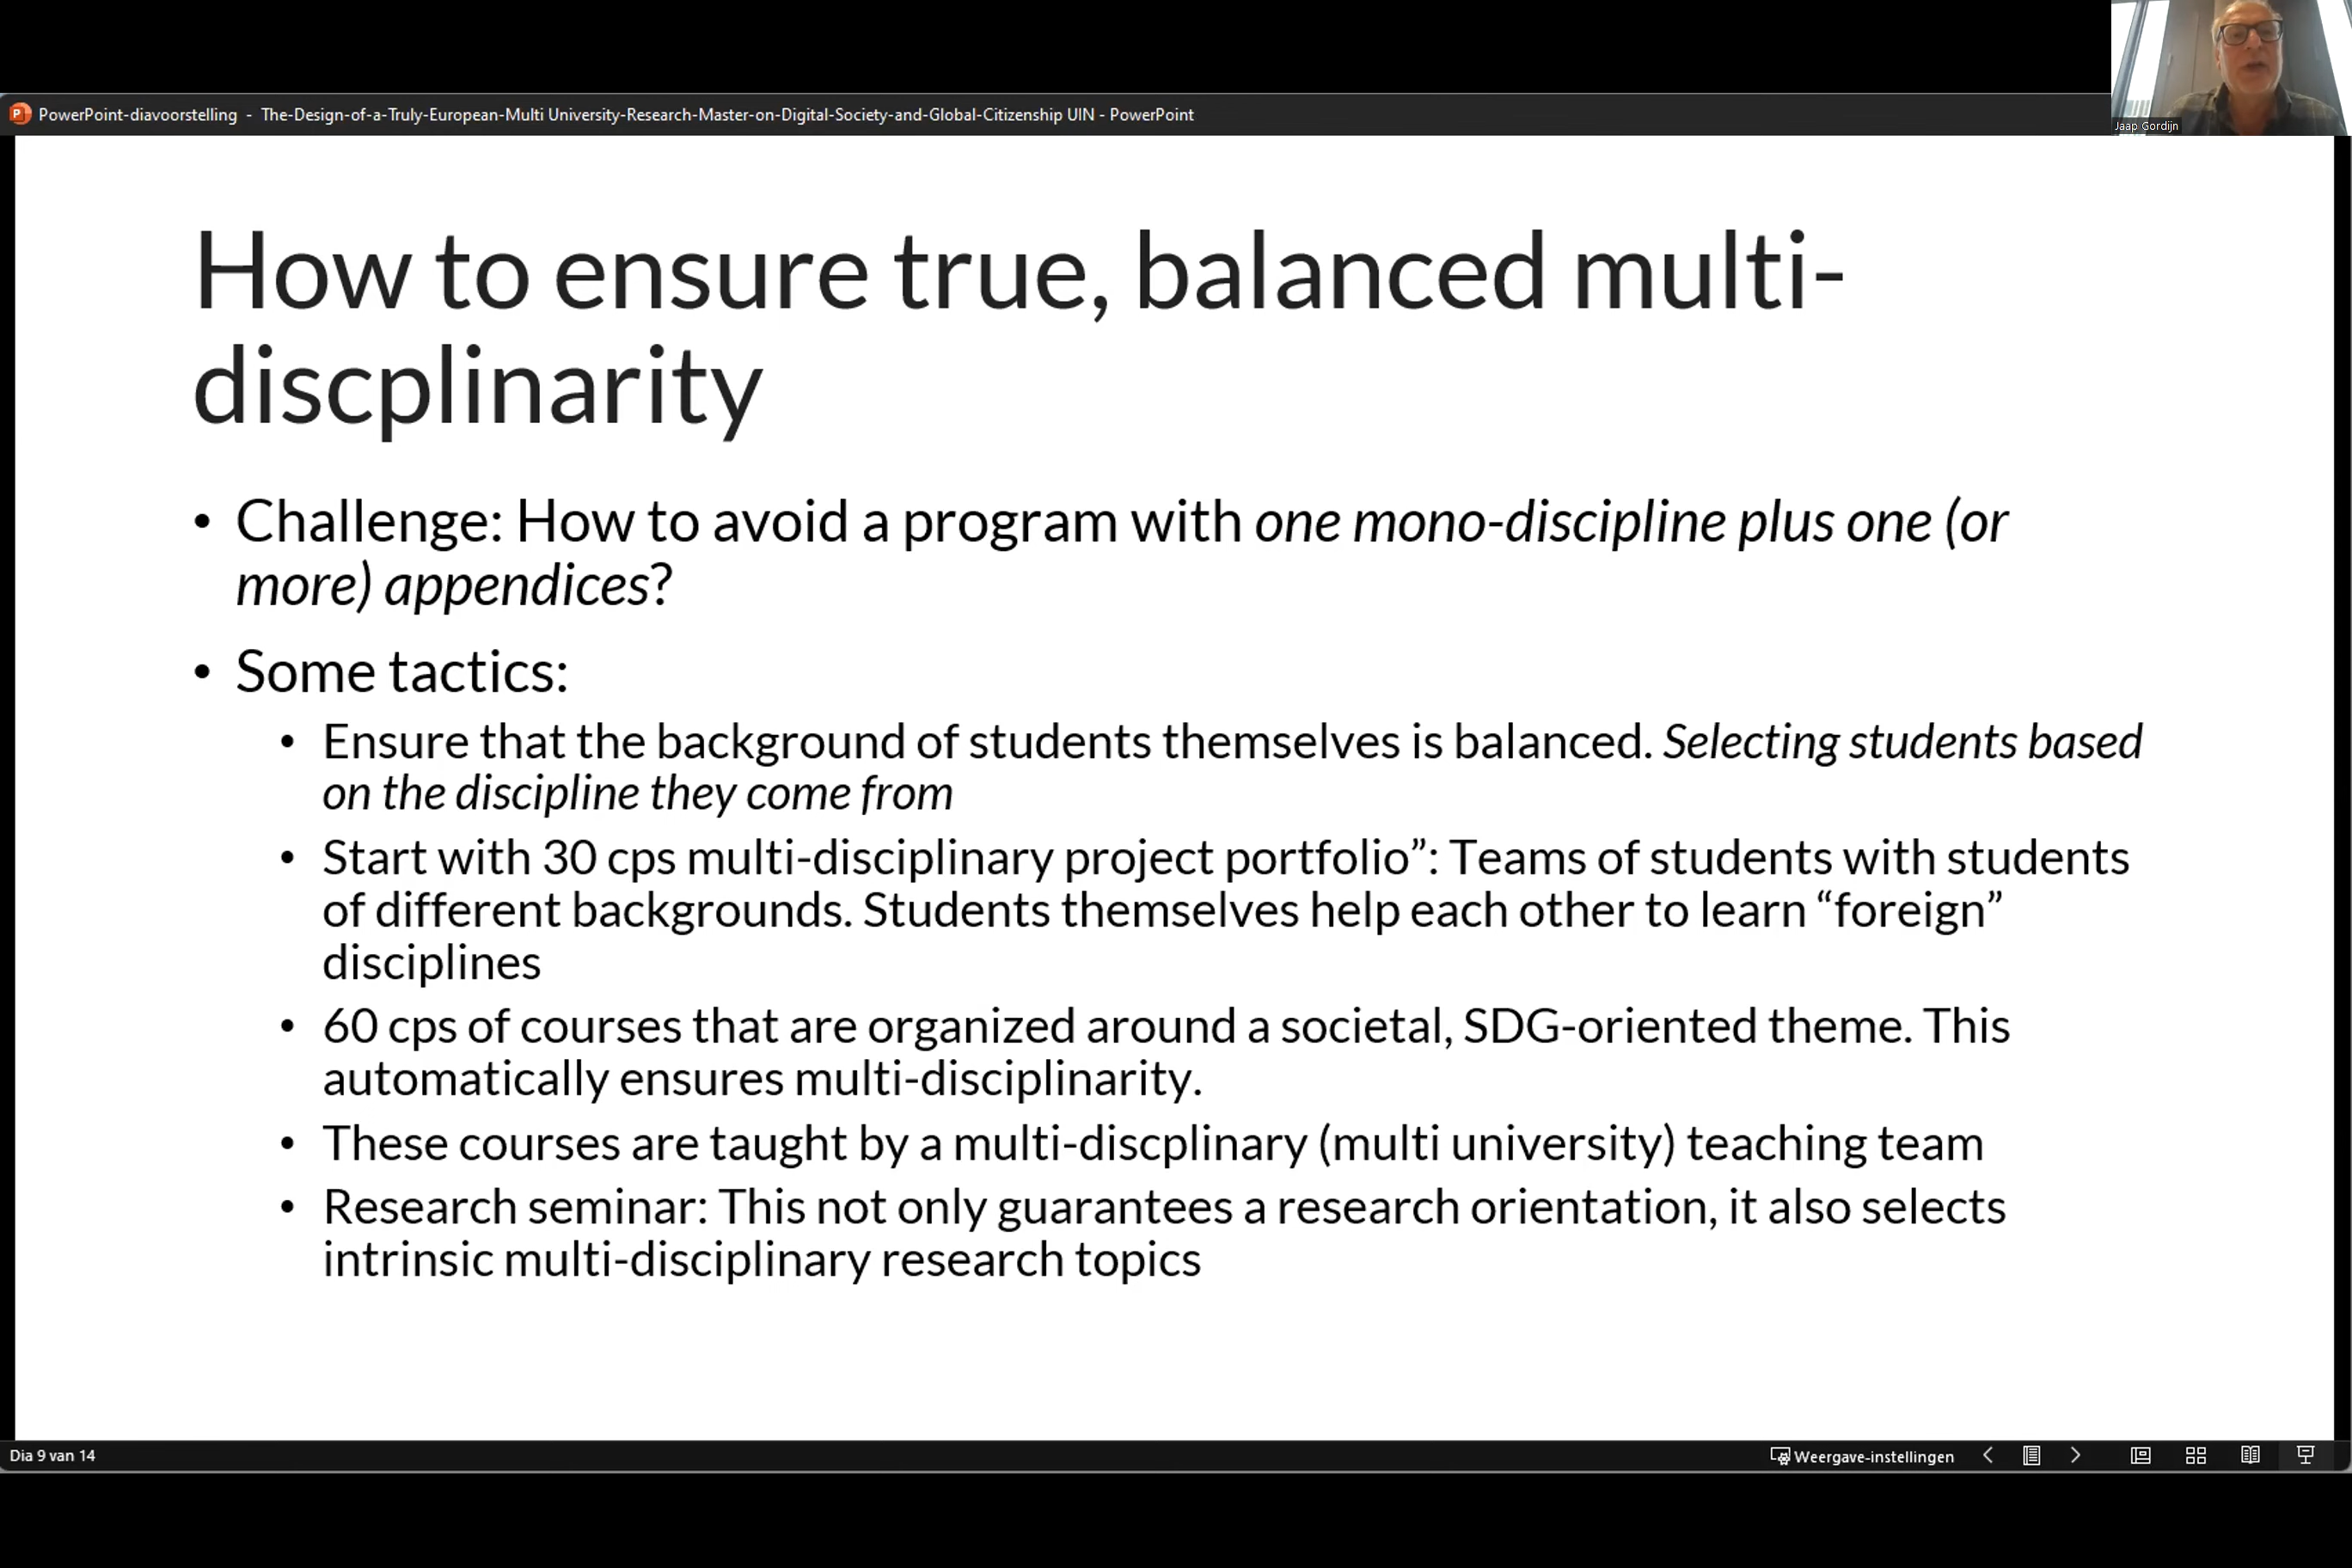 PowerPoint-diavoorstelling - The-Design-of-a-Truly-European-Multi University-Research-Master-on-Digital-Society-and-Global-Citizenship UIN - PowerPoint
Jaap Gordijn
How to ensure true, balanced multi-
discplinarity
• Challenge: How to avoid a program with one mono-discipline plus one (or
more) appendices?
• Some tactics:
• Ensure that the background of students themselves is balanced. Selecting students based
on the discipline they come from
• Start with 30 cps multi-disciplinary project portfolio”: Teams of students with students
of different backgrounds. Students themselves help each other to learn “foreign”
disciplines
• 60 cps of courses that are organized around a societal, SDG-oriented theme. This
automatically ensures multi-disciplinarity.
• These courses are taught by a multi-discplinary (multi university) teaching team
• Research seminar: This not only guarantees a research orientation, it also selects
intrinsic multi-disciplinary research topics
Dia 9 van 14
Weergave-instellingen